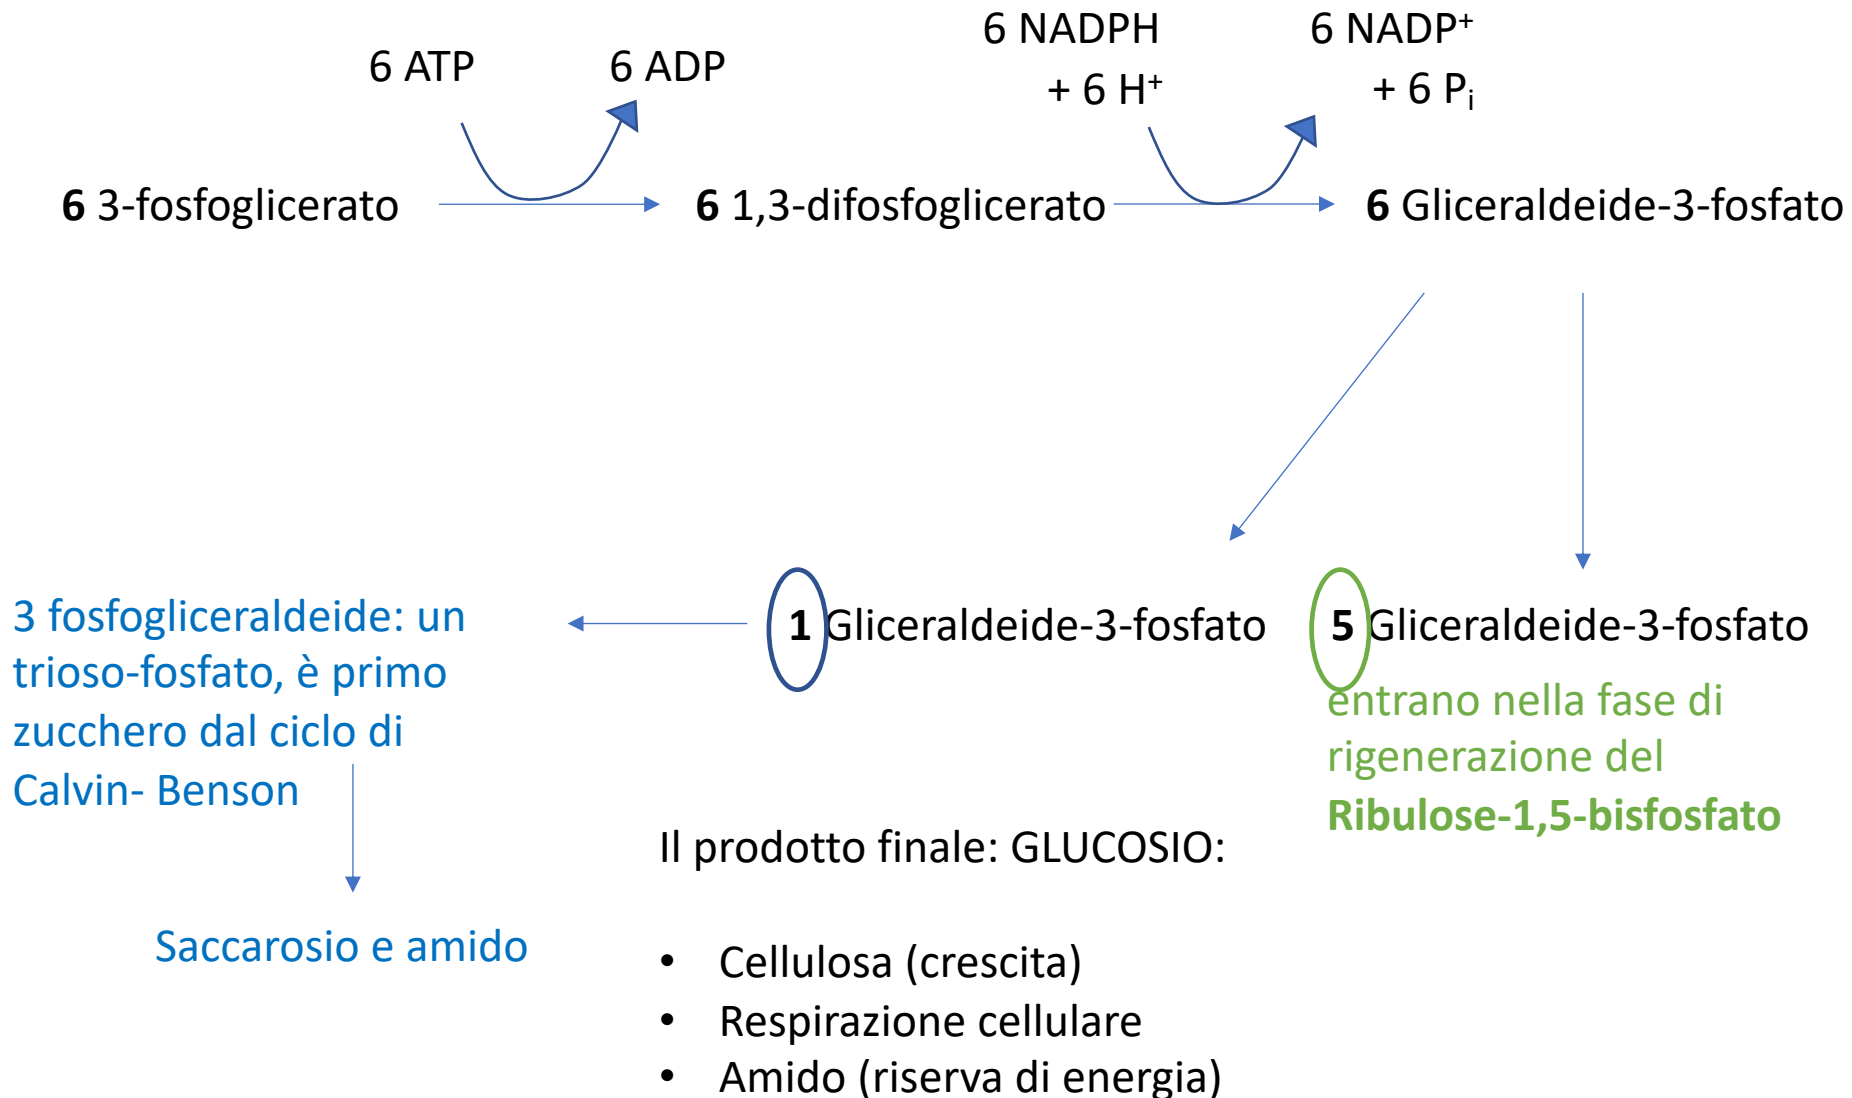 6 NADPH
+ 6 H⁺
6 NADP⁺
+ 6 Pᵢ
6 ATP
6 ADP
6 3-fosfoglicerato
6 1,3-difosfoglicerato
6 Gliceraldeide-3-fosfato
3 fosfogliceraldeide: un
trioso-fosfato, è primo
zucchero dal ciclo di
Calvin- Benson
1 Gliceraldeide-3-fosfato
5 Gliceraldeide-3-fosfato
entrano nella fase di
rigenerazione del
Ribulose-1,5-bisfosfato
Saccarosio e amido
Il prodotto finale: GLUCOSIO:
• Cellulosa (crescita)
• Respirazione cellulare
• Amido (riserva di energia)